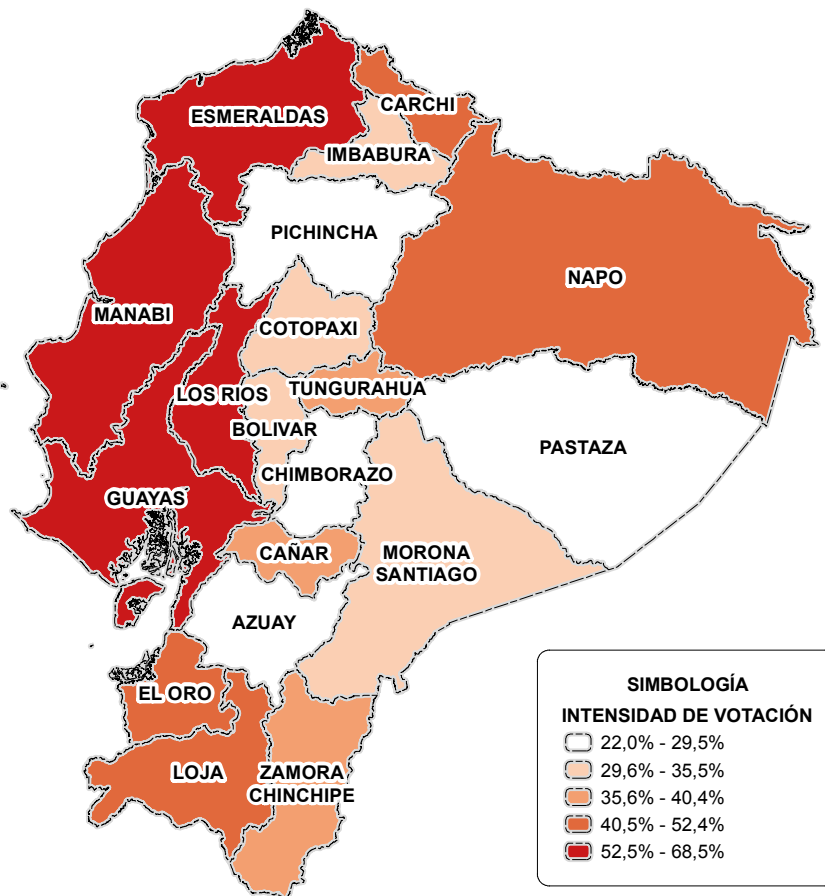 ESMERALDAS
CARCHI
IMBABURA
PICHINCHA
NAPO
MANABI
COTOPAXI
LOS RIOS
TUNGURAHUA
BOLIVAR
PASTAZA
CHIMBORAZO
GUAYAS
CAÑAR
MORONA
SANTIAGO
AZUAY
EL ORO
LOJA
ZAMORA
CHINCHIPE
SIMBOLOGÍA
INTENSIDAD DE VOTACIÓN
22,0% - 29,5%
29,6% - 35,5%
35,6% - 40,4%
40,5% - 52,4%
52,5% - 68,5%